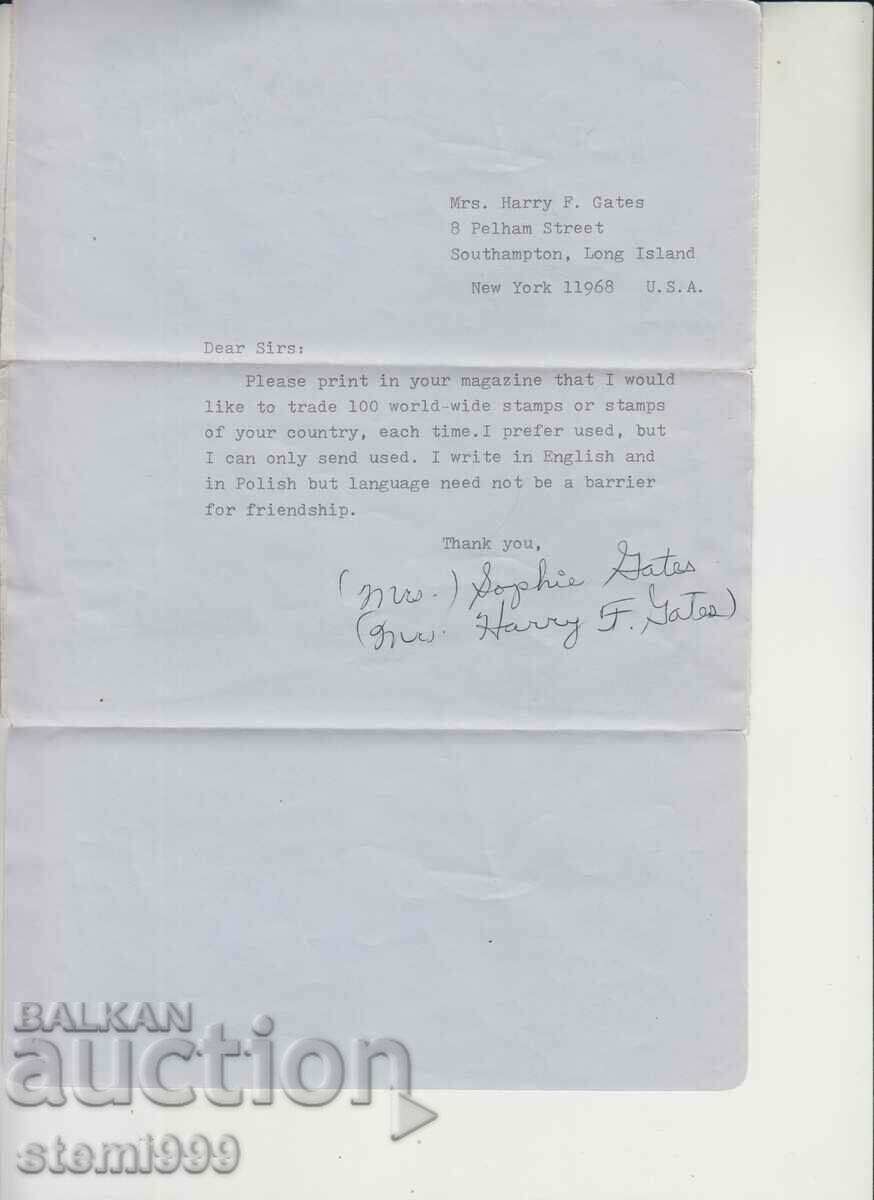 Mrs. Harry F. Gates
8 Pelham Street
Southampton, Long Island
New York 11968 U.S.A.
Dear Sirs:
Please print in your magazine that I would
like to trade 100 world-wide stamps or stamps
of your country, each time.I prefer used, but
I can only send used. I write in English and
in Polish but language need not be a barrier
for friendship.
Thank you,
(Mrs.) Sophie Gates
(Mrs. Harry F. Gates)
BALKAN
auction
stemi999